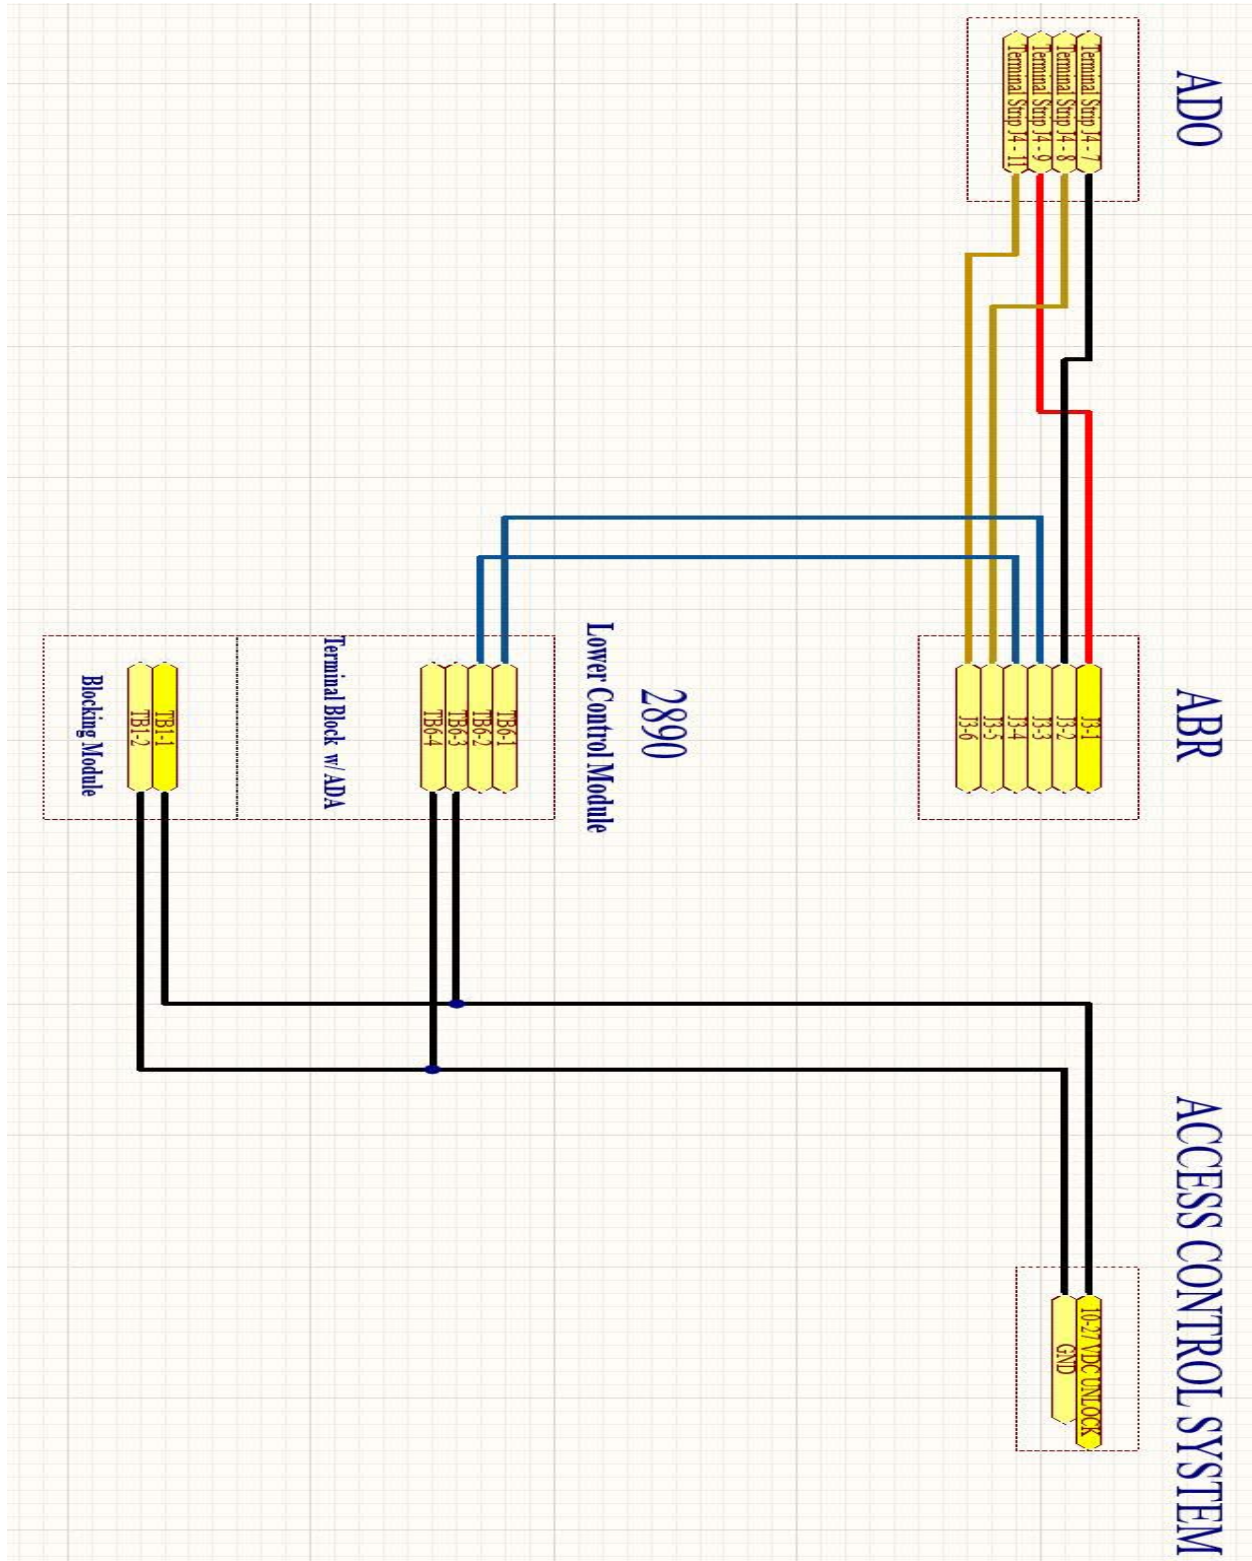 ADO
Terminal Strip J4 - 7
Terminal Strip J4 - 8
Terminal Strip J4 - 9
Terminal Strip J4 - 11
ABR
J3-1
J3-2
J3-3
J3-4
J3-5
J3-6
ACCESS CONTROL SYSTEM
10-27 VDC UNLOCK
GND
2890
Lower Control Module
TB6-1
TB6-2
TB6-3
TB6-4
Terminal Block w/ ADA
TB1-1
TB1-2
Blocking Module